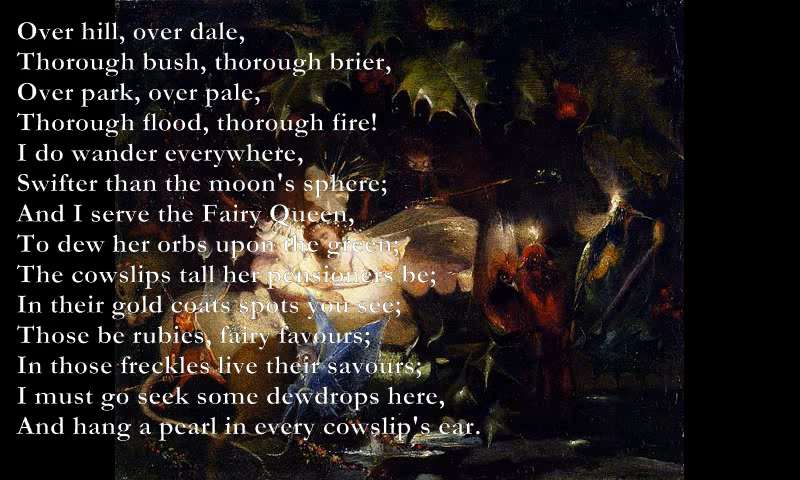 Over hill, over dale,
Thorough bush, thorough brier,
Over park, over pale,
Thorough flood, thorough fire!
I do wander everywhere,
Swifter than the moon's sphere;
And I serve the Fairy Queen,
To dew her orbs upon the green;
The cowslips tall her pensioners be;
In their gold coats spots you see;
Those be rubies, fairy favours;
In those freckles live their savours;
I must go seek some dewdrops here,
And hang a pearl in every cowslip's ear.